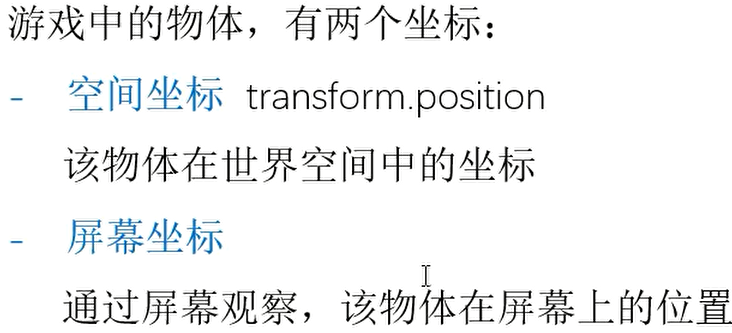 游戏中的物体，有两个坐标：
- 空间坐标 transform.position
该物体在世界空间中的坐标
- 屏幕坐标
通过屏幕观察，该物体在屏幕上的位置